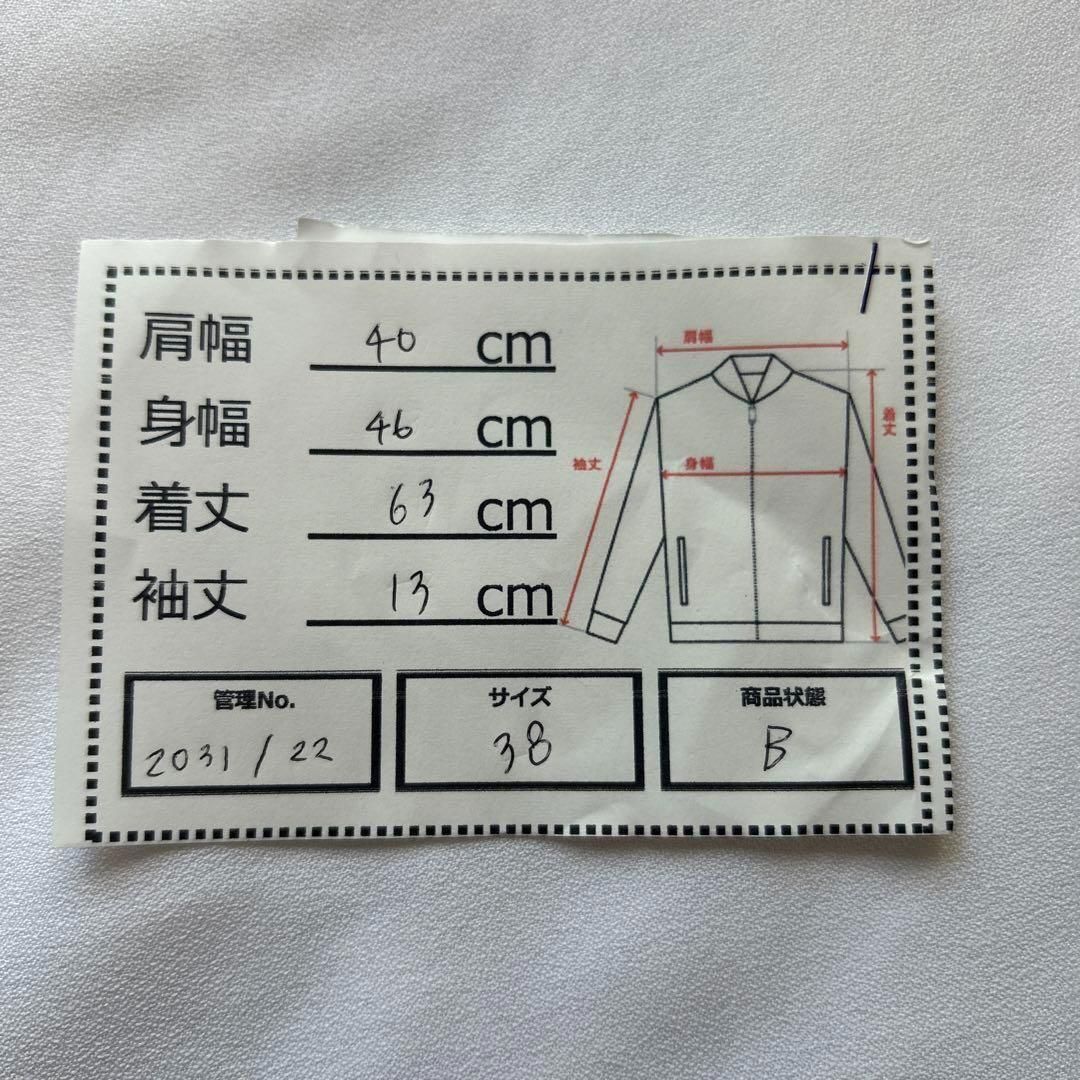 肩幅 40 cm
身幅 46 cm
着丈 63 cm
袖丈 13 cm
肩幅
着丈
袖丈
身幅
管理No.
2031/22
サイズ
38
商品状態
B